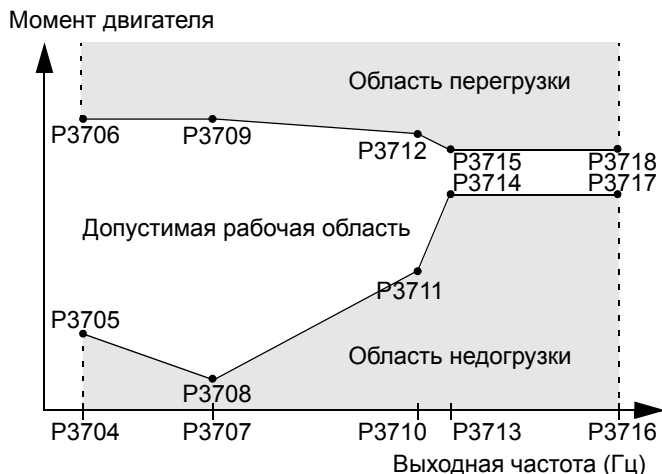 Момент двигателя
Область перегрузки
P3706
P3709
P3712
P3715
P3718
P3714
P3717
Допустимая рабочая область
P3711
P3705
Область недогрузки
P3708
P3704
P3707
P3710
P3713
P3716
Выходная частота (Гц)